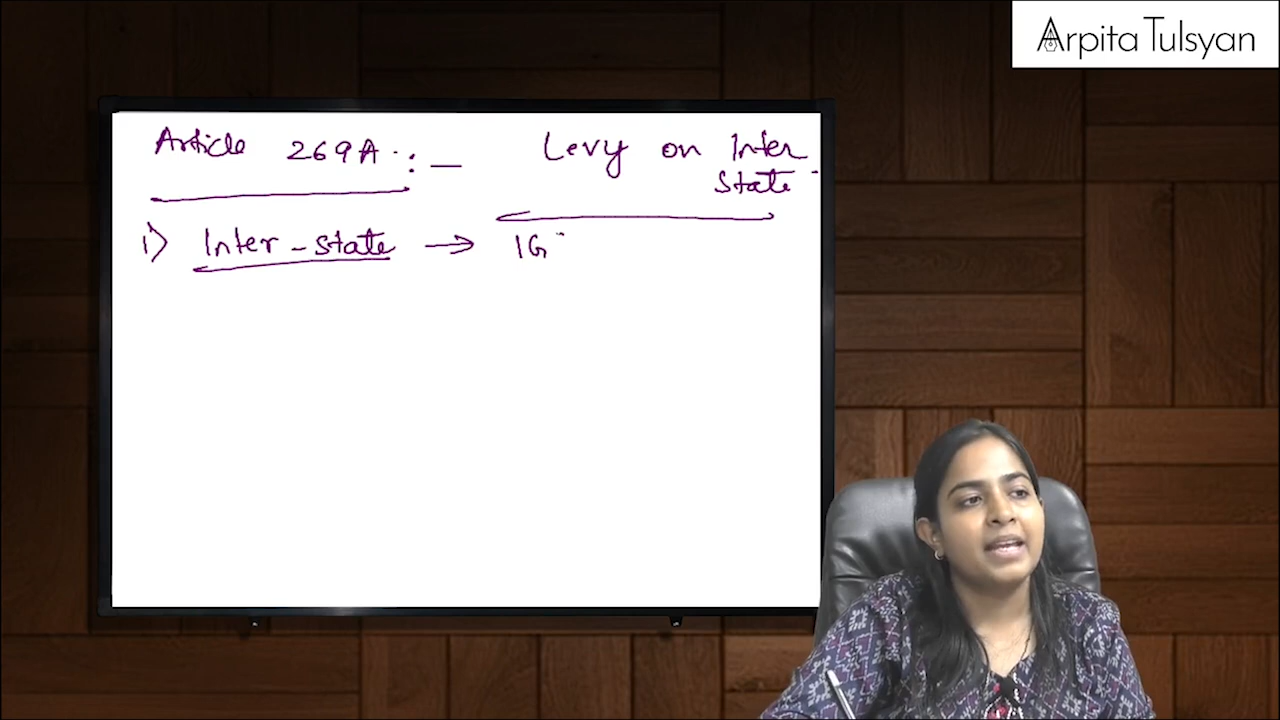 Arpita Tulsyan
Article 269A :— Levy on Inter
State
1) Inter-state → IG